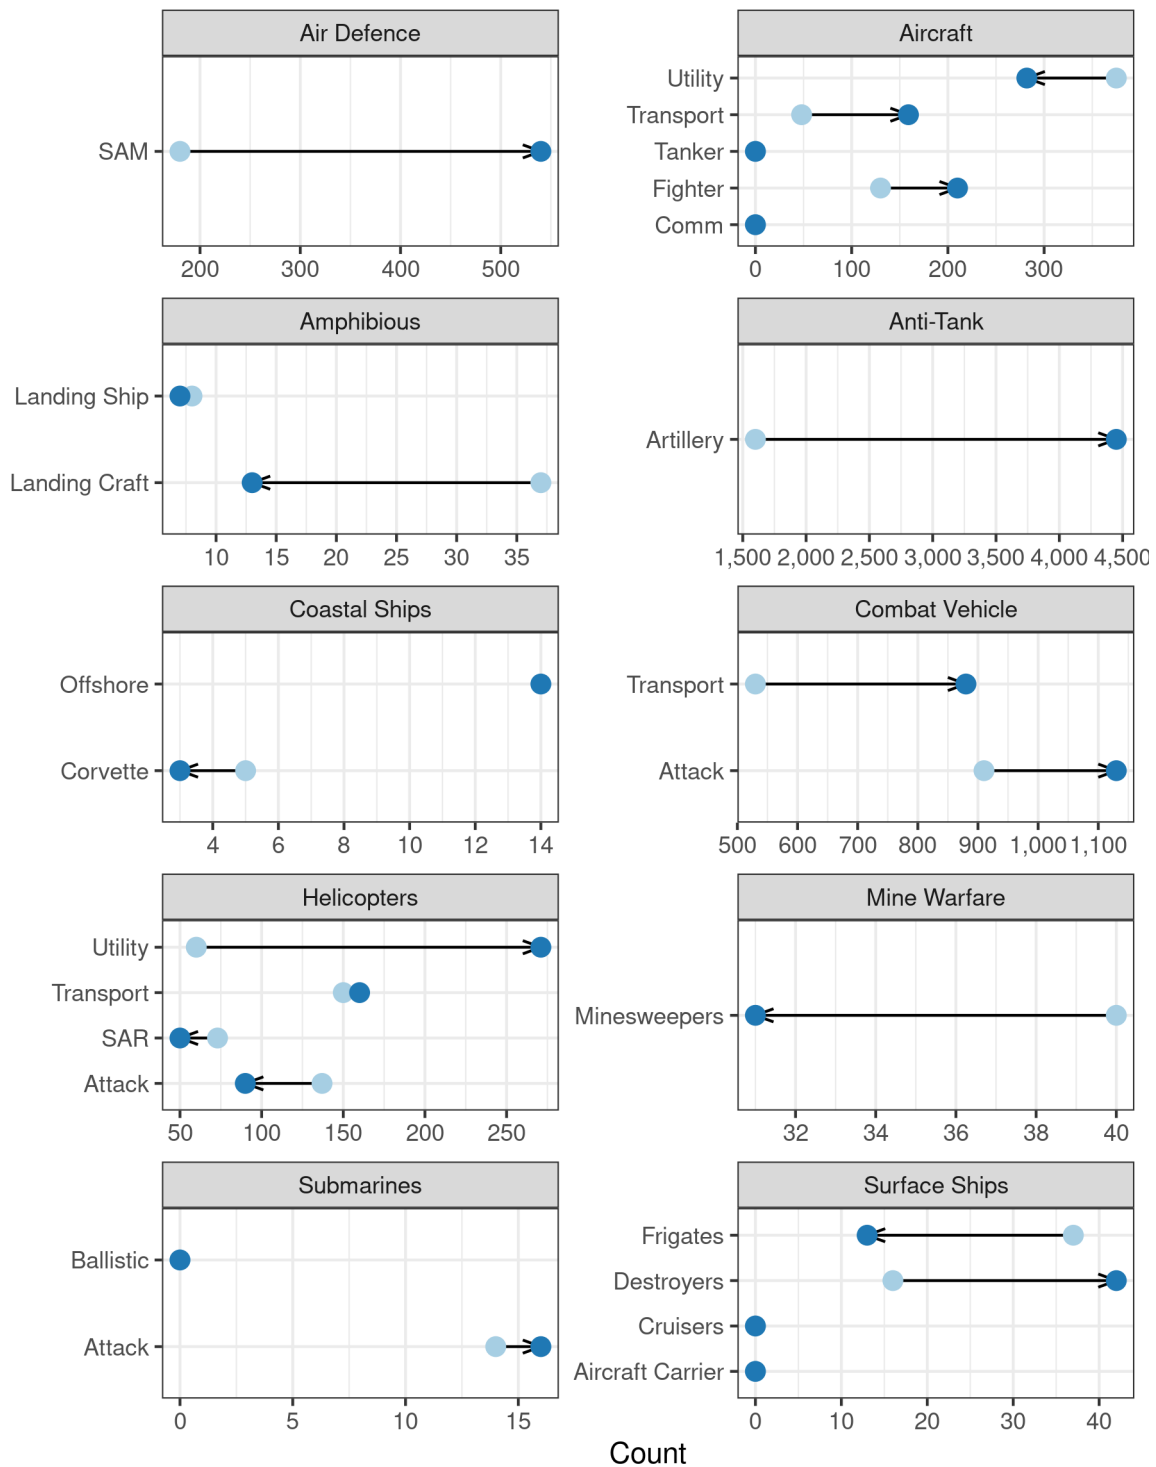 Air Defence
SAM
200 300 400 500
Aircraft
Utility
Transport
Tanker
Fighter
Comm
0 100 200 300
Amphibious
Landing Ship
Landing Craft
10 15 20 25 30 35
Anti-Tank
Artillery
1,500 2,000 2,500 3,000 3,500 4,000 4,500
Coastal Ships
Offshore
Corvette
4 6 8 10 12 14
Combat Vehicle
Transport
Attack
500 600 700 800 900 1,000 1,100
Helicopters
Utility
Transport
SAR
Attack
50 100 150 200 250
Mine Warfare
Minesweepers
32 34 36 38 40
Submarines
Ballistic
Attack
0 5 10 15
Surface Ships
Frigates
Destroyers
Cruisers
Aircraft Carrier
0 10 20 30 40
Count